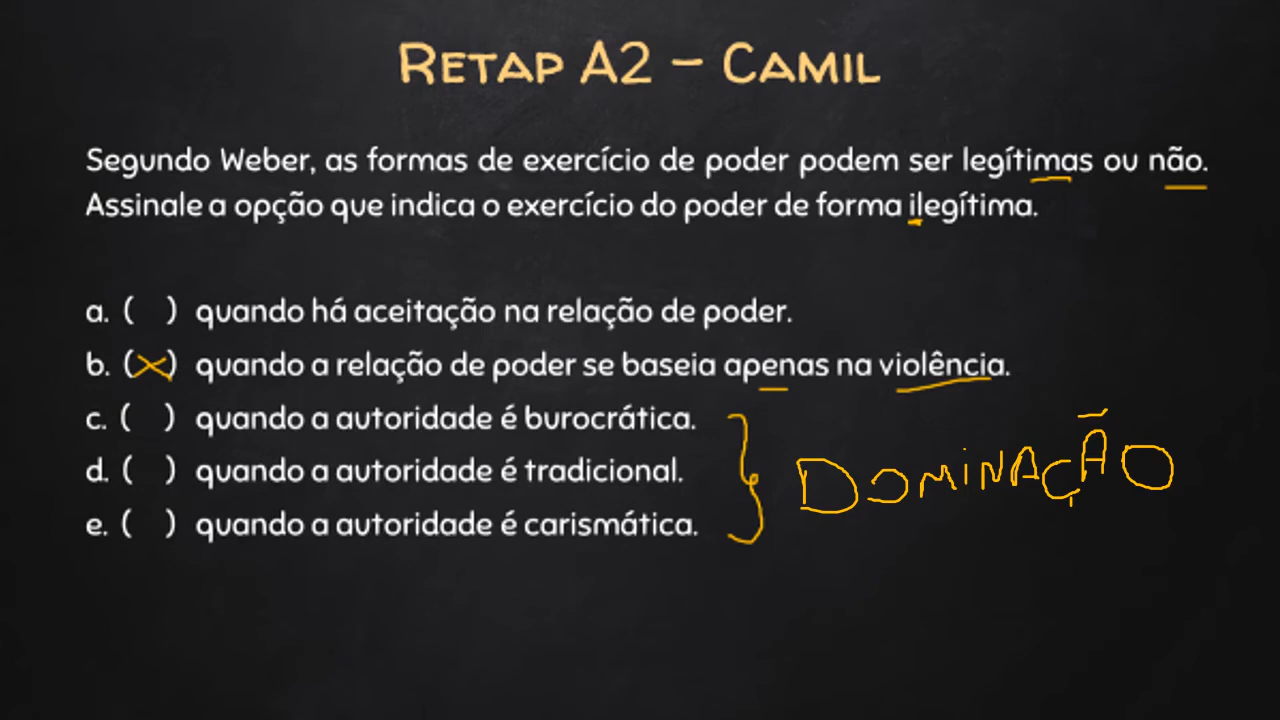 RETAP A2 – CAMIL
Segundo Weber, as formas de exercício de poder podem ser legítimas ou não.
Assinale a opção que indica o exercício do poder de forma ilegítima.
a. ( ) quando há aceitação na relação de poder.
b. (X) quando a relação de poder se baseia apenas na violência.
c. ( ) quando a autoridade é burocrática.
d. ( ) quando a autoridade é tradicional.
e. ( ) quando a autoridade é carismática.
DOMINAÇÃO